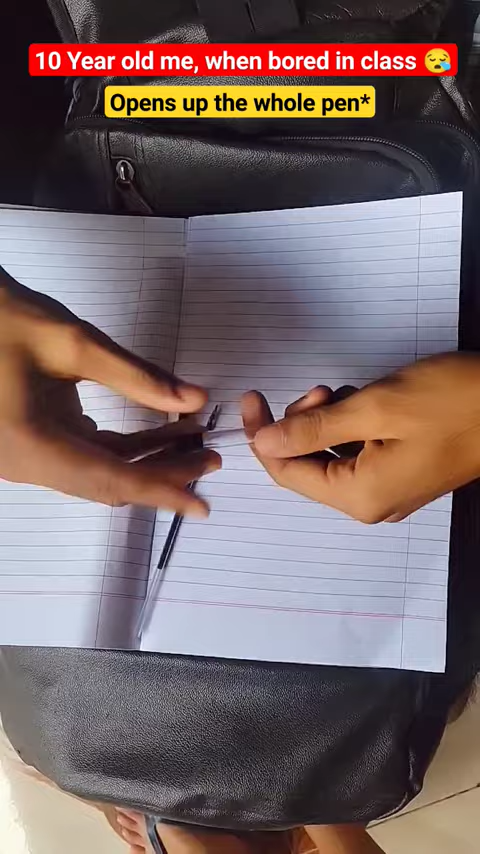 10 Year old me, when bored in class 😪
Opens up the whole pen*